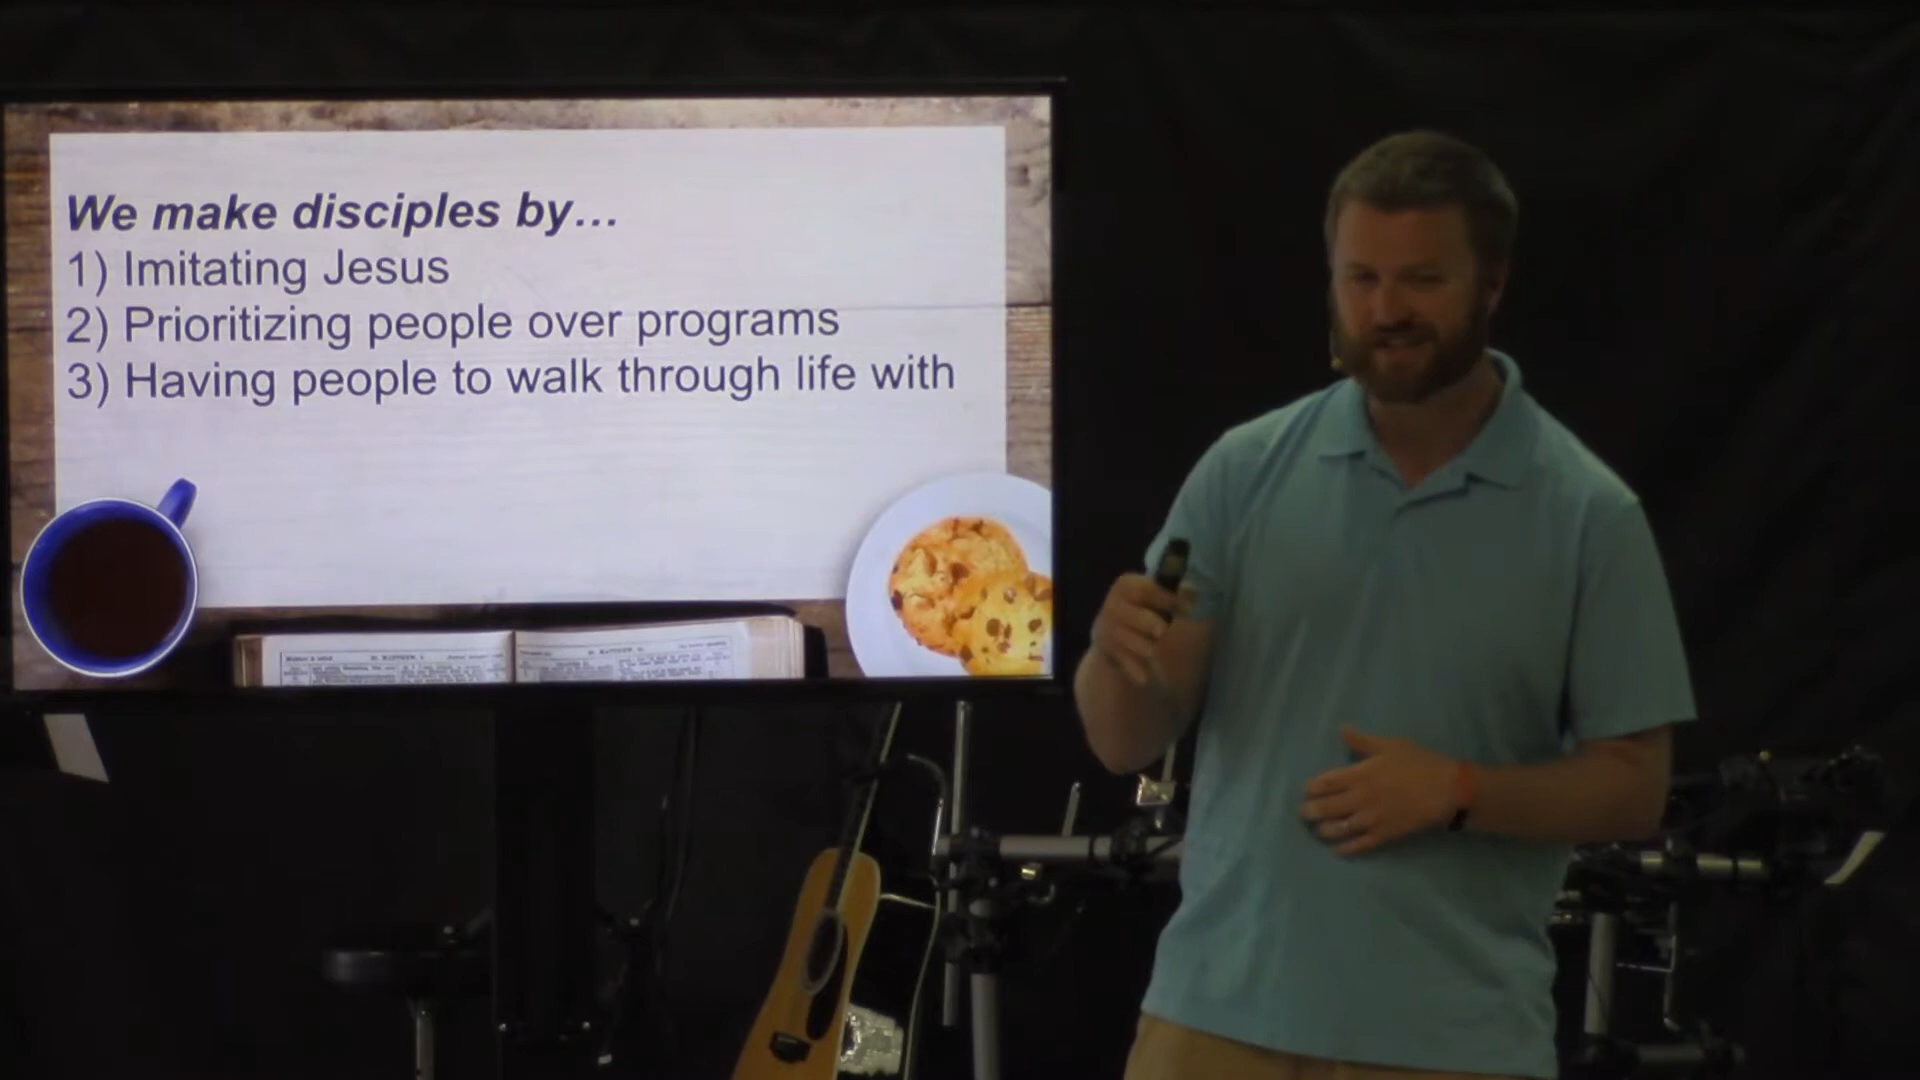 We make disciples by...
1) Imitating Jesus
2) Prioritizing people over programs
3) Having people to walk through life with